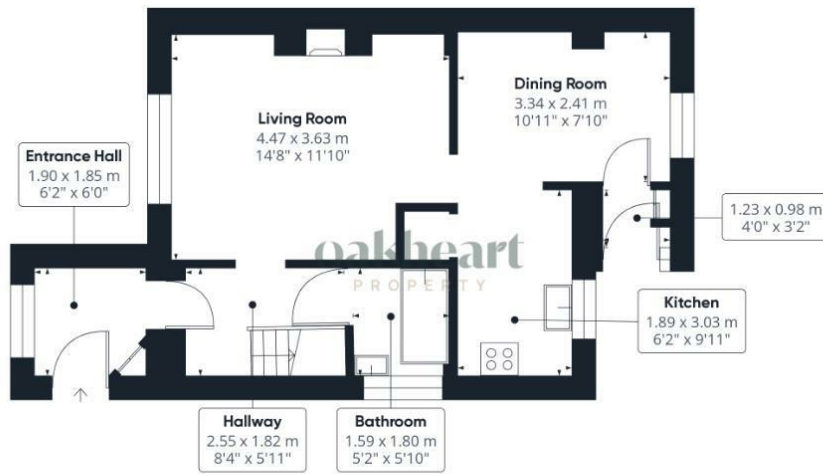 Living Room
4.47 x 3.63 m
14'8" x 11'10"
Dining Room
3.34 x 2.41 m
10'11" x 7'10"
Entrance Hall
1.90 x 1.85 m
6'2" x 6'0"
1.23 x 0.98 m
4'0" x 3'2"
oakheart
PROPERTY
Kitchen
1.89 x 3.03 m
6'2" x 9'11"
Hallway
2.55 x 1.82 m
8'4" x 5'11"
Bathroom
1.59 x 1.80 m
5'2" x 5'10"